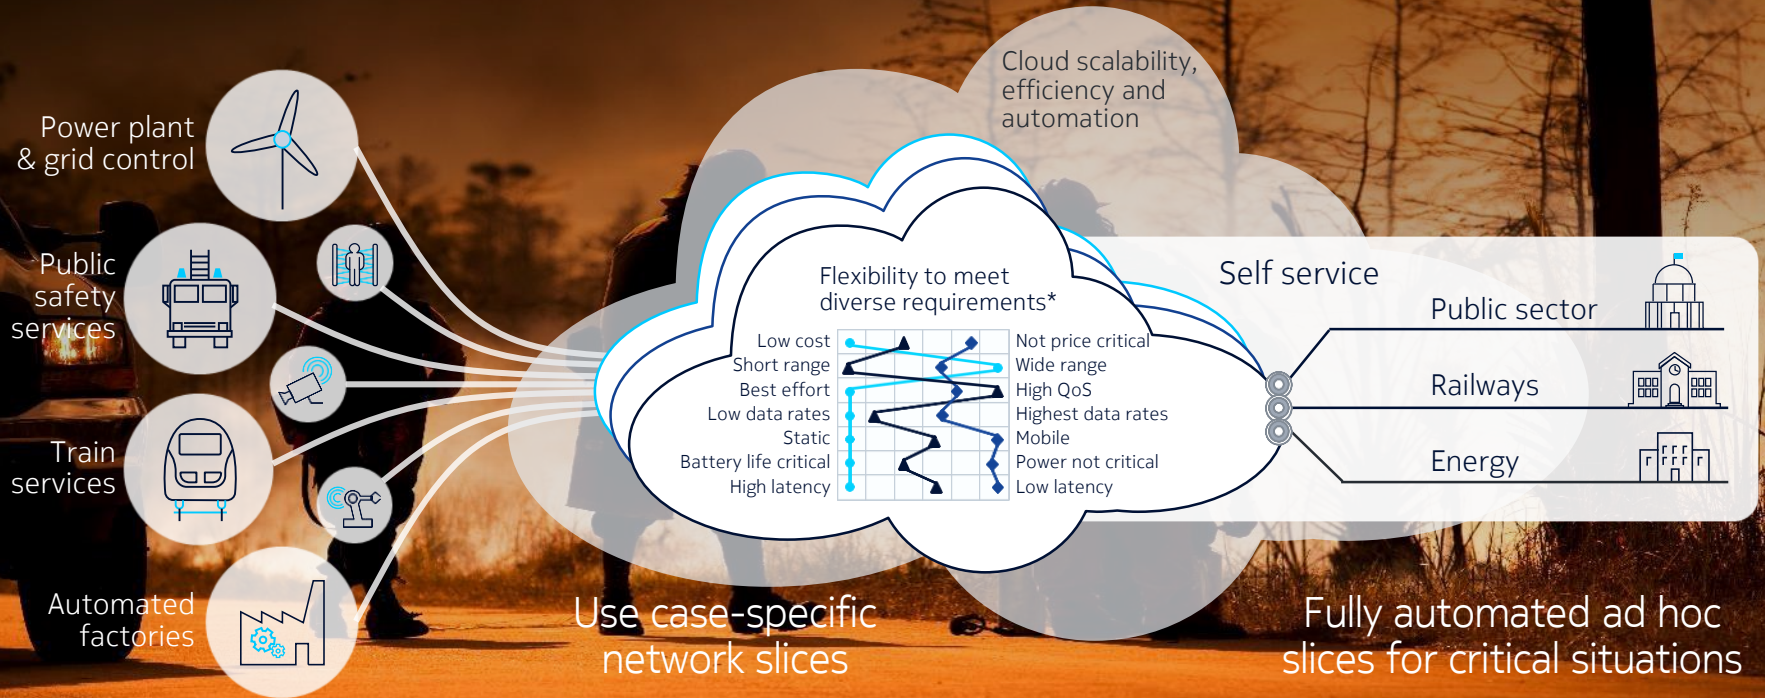 Power plant
& grid control
Public
safety
services
Train
services
Automated
factories
Cloud scalability,
efficiency and
automation
Flexibility to meet
diverse requirements*
Low cost
Not price critical
Short range
Wide range
Best effort
High QoS
Low data rates
Highest data rates
Static
Mobile
Battery life critical
Power not critical
High latency
Low latency
Self service
Public sector
Railways
Energy
Use case-specific
network slices
Fully automated ad hoc
slices for critical situations